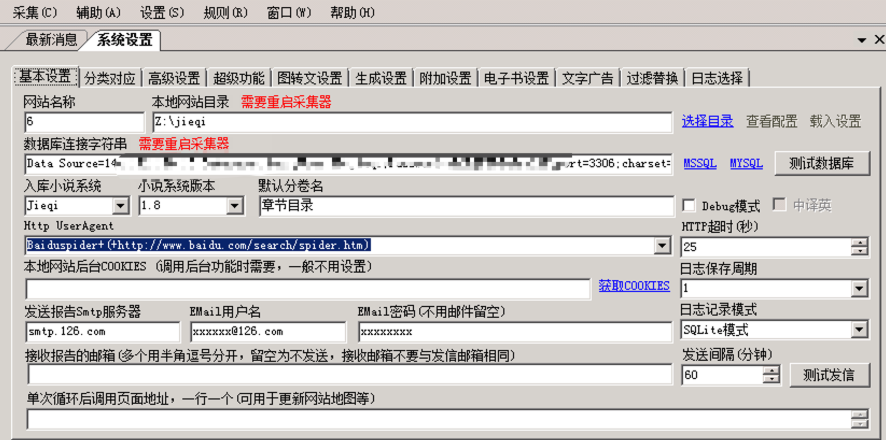 采集(C) 辅助(A) 设置(S) 规则(R) 窗口(W) 帮助(H)
最新消息 系统设置
基本设置 分类对应 高级设置 超级功能 图转文设置 生成设置 附加设置 电子书设置 文字广告 过滤替换 日志选择
网站名称 本地网站目录 需要重启采集器
6 Z:\jieqi 选择目录 查看配置 载入设置
数据库连接字符串 需要重启采集器
Data Source=14 rt=3306;charset= MSSQL MYSQL 测试数据库
入库小说系统 小说系统版本 默认分卷名
Jieqi 1.8 章节目录 Debug模式 中译英
Http UserAgent HTTP超时(秒)
Baiduspider+(+http://www.baidu.com/search/spider.htm) 25
本地网站后台COOKIES (调用后台功能时需要，一般不用设置) 日志保存周期
获取COOKIES 1
发送报告Smtp服务器 EMail用户名 EMail密码(不用邮件留空) 日志记录模式
smtp.126.com xxxxxx@126.com xxxxxxxx SQLite模式
接收报告的邮箱(多个用半角逗号分开，留空为不发送，接收邮箱不要与发信邮箱相同) 发送间隔(分钟)
60 测试发信
单次循环后调用页面地址，一行一个(可用于更新网站地图等)